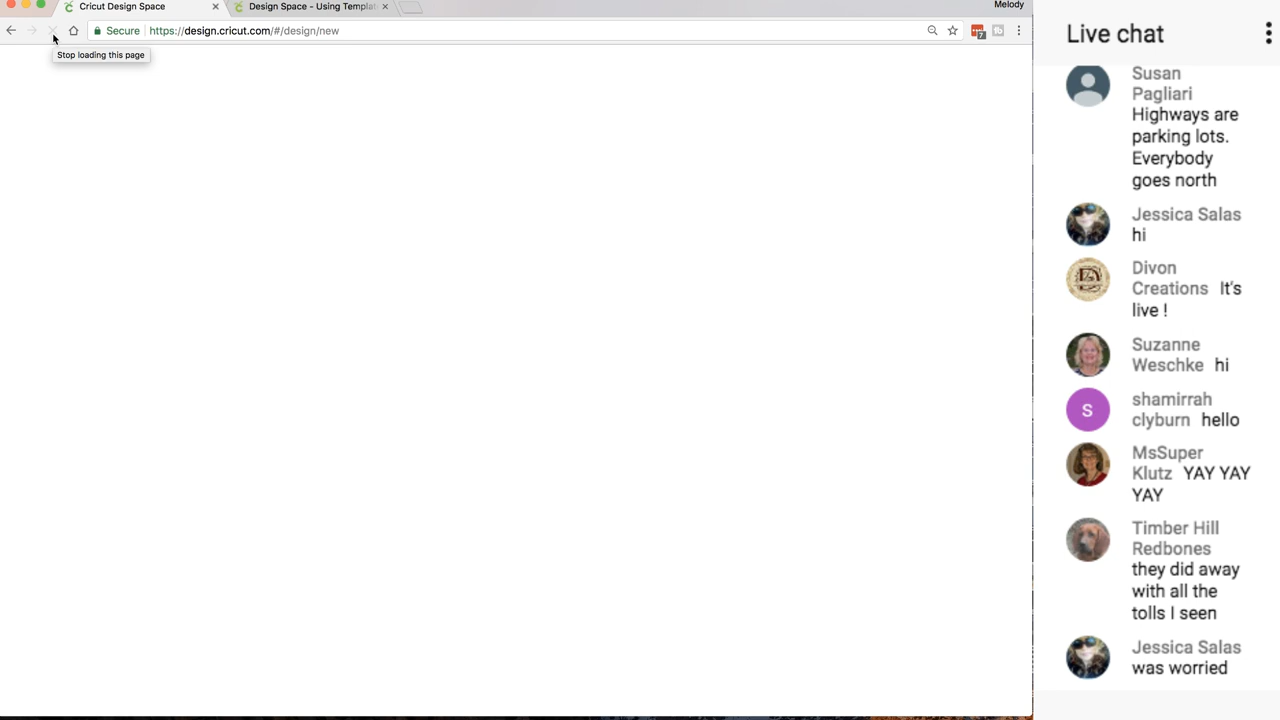 Cricut Design Space
Design Space - Using Templat
Melody
Secure
https://design.cricut.com/#/design/new
7
Stop loading this page
Live chat
Susan
Pagliari
Highways are
parking lots.
Everybody
goes north
Jessica Salas
hi
Divon
Creations It's
live !
Suzanne
Weschke hi
S
shamirrah
clyburn hello
MsSuper
Klutz YAY YAY
YAY
Timber Hill
Redbones
they did away
with all the
tolls I seen
Jessica Salas
was worried